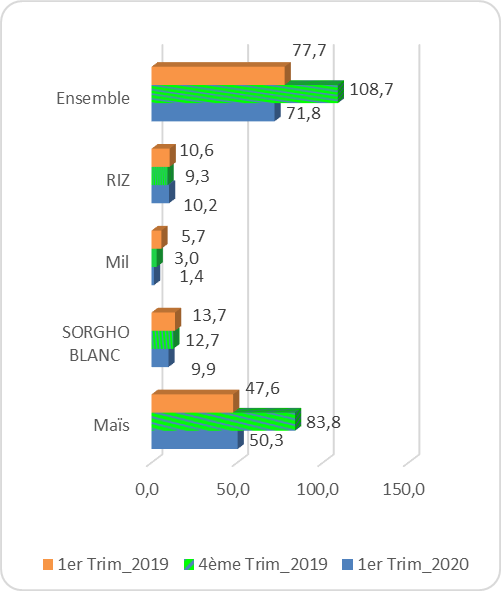 77,7
Ensemble
108,7
71,8
10,6
RIZ
9,3
10,2
5,7
Mil
3,0
1,4
13,7
SORGHO
BLANC
12,7
9,9
47,6
Maïs
83,8
50,3
0,0 50,0 100,0 150,0
1er Trim_2019 4ème Trim_2019 1er Trim_2020